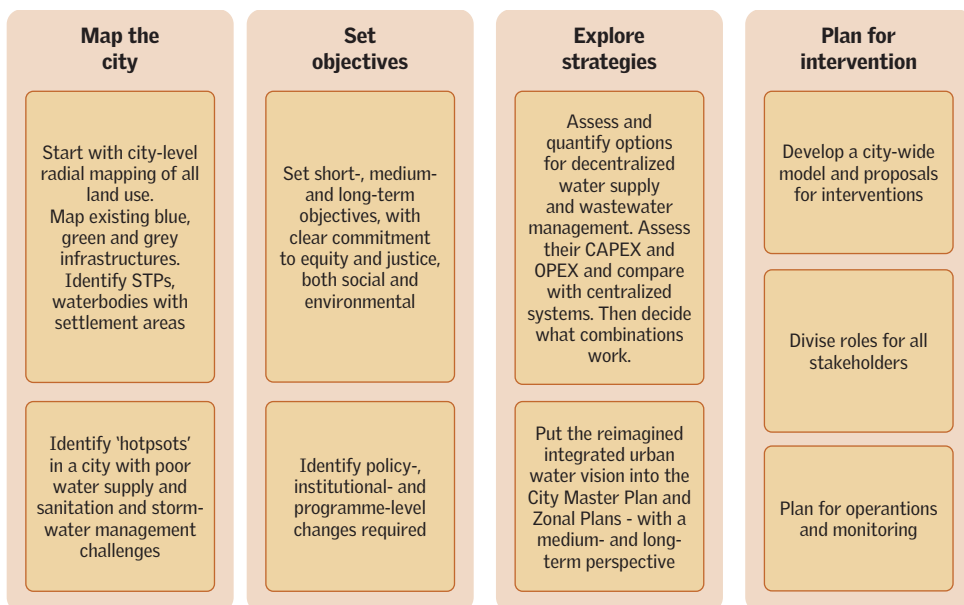 Map the
city
Start with city-level
radial mapping of all
land use.
Map existing blue,
green and grey
infrastructures.
Identify STPs,
waterbodies with
settlement areas
Identify ‘hotpsots’
in a city with poor
water supply and
sanitation and storm-
water management
challenges
Set
objectives
Set short-, medium-
and long-term
objectives, with
clear commitment
to equity and justice,
both social and
environmental
Identify policy-,
institutional- and
programme-level
changes required
Explore
strategies
Assess and
quantify options
for decentralized
water supply
and wastewater
management. Assess
their CAPEX and
OPEX and compare
with centralized
systems. Then decide
what combinations
work.
Put the reimagined
integrated urban
water vision into the
City Master Plan and
Zonal Plans - with a
medium- and long-
term perspective
Plan for
intervention
Develop a city-wide
model and proposals
for interventions
Divise roles for all
stakeholders
Plan for operantions
and monitoring